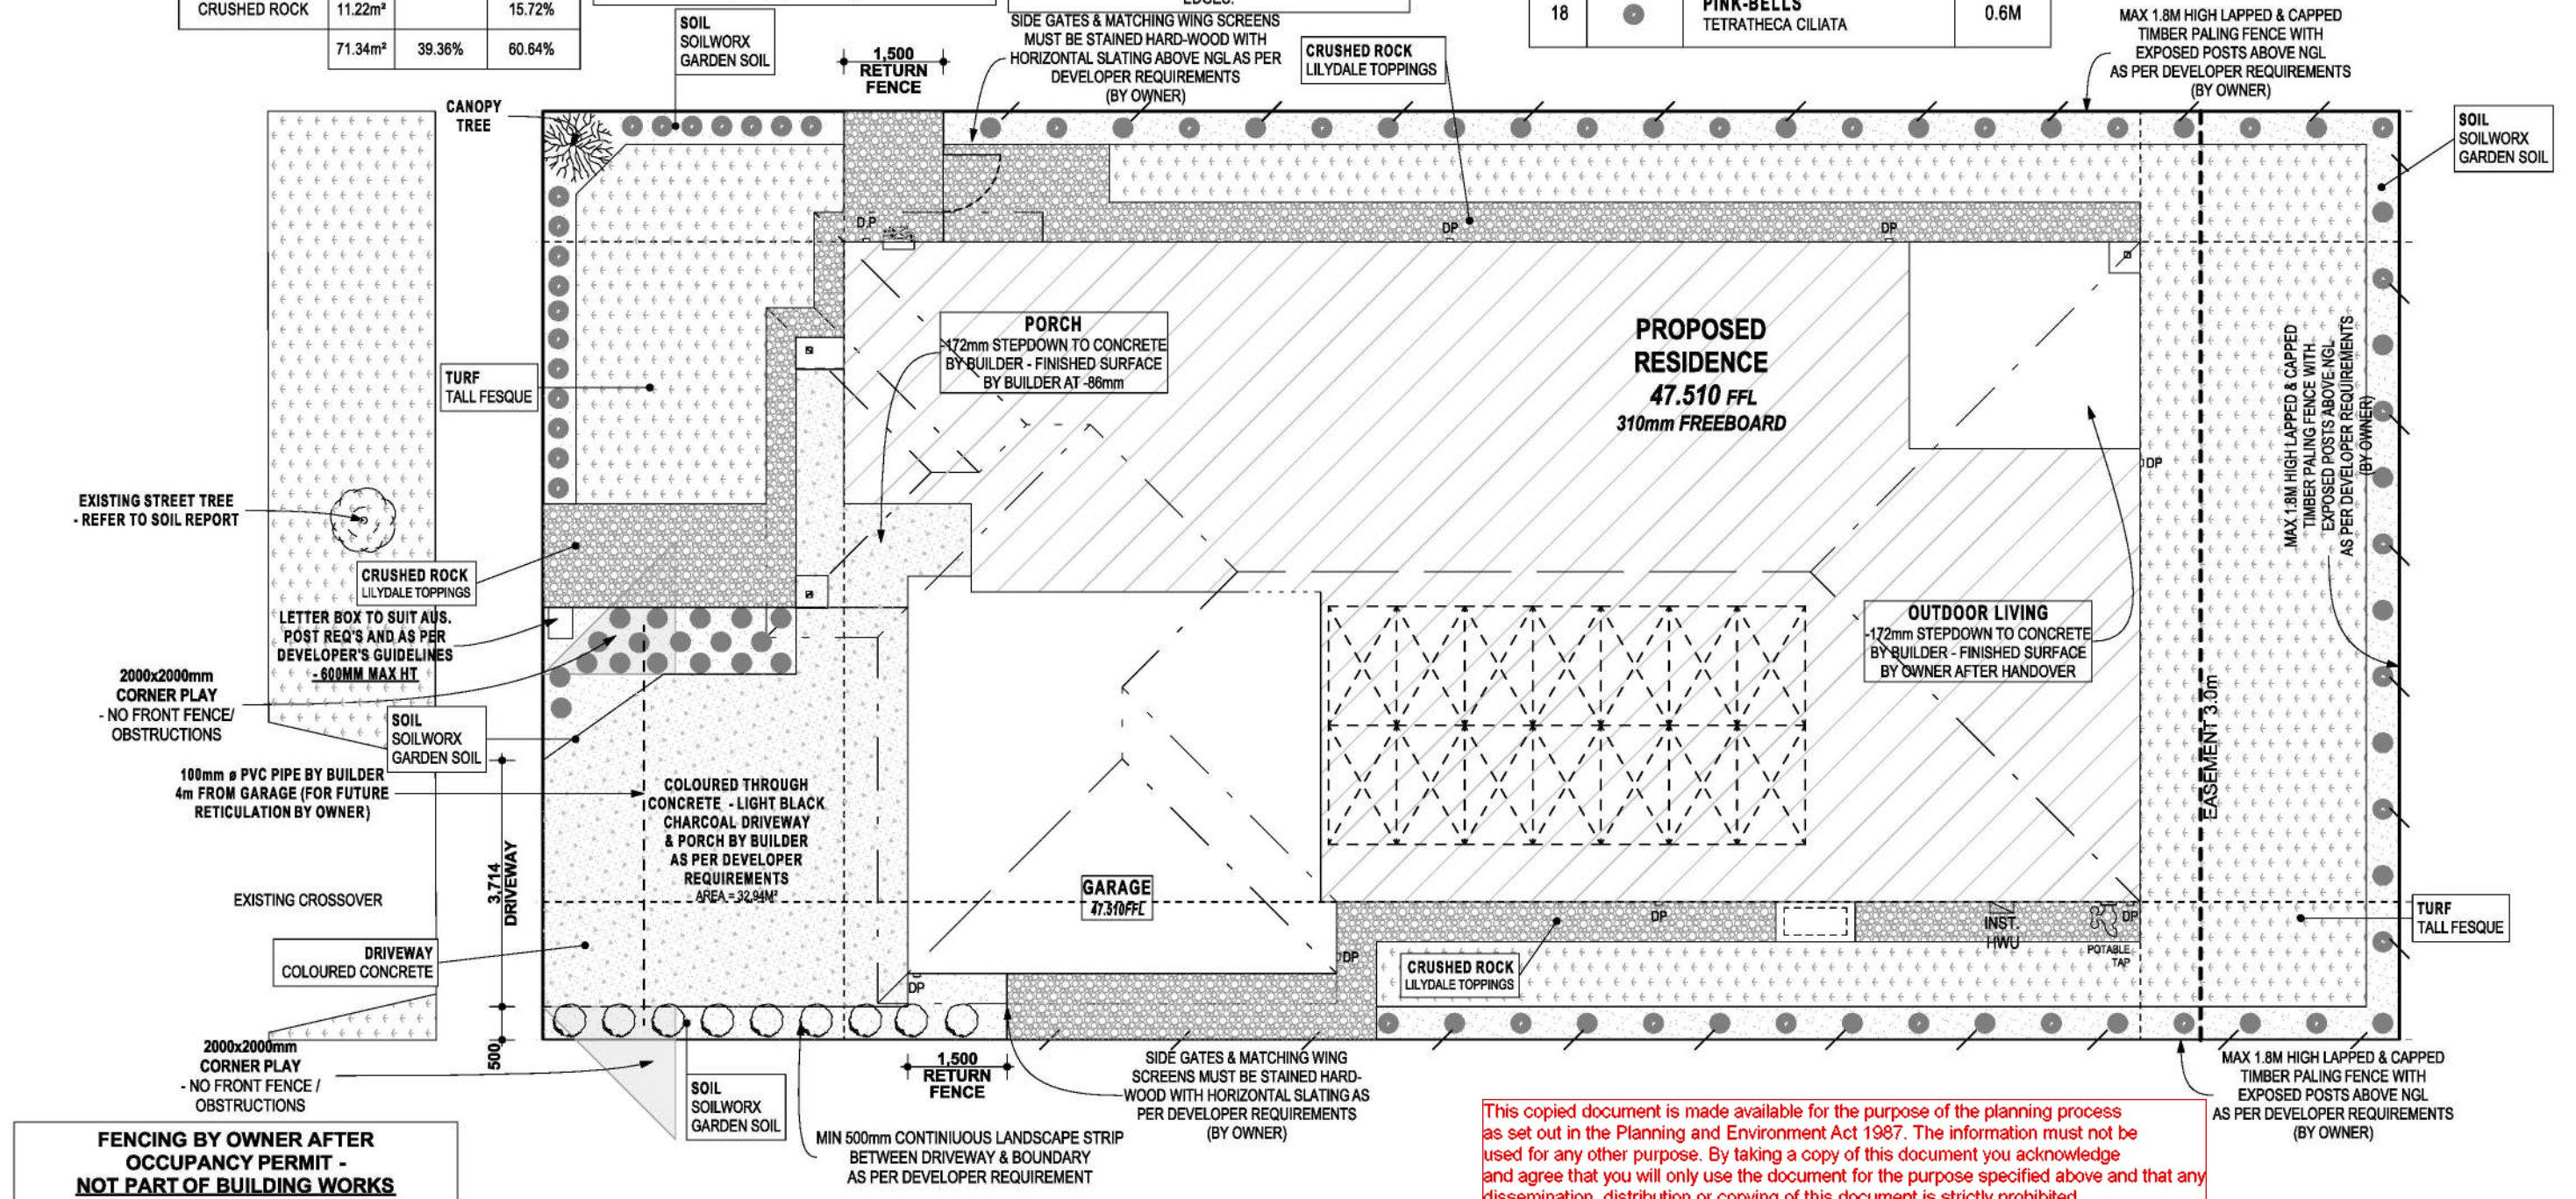 CRUSHED ROCK 11.22m² 15.72%
71.34m² 39.36% 60.64%
SOIL
SOILWORX
GARDEN SOIL
1,500
RETURN
FENCE
EDGES.
SIDE GATES & MATCHING WING SCREENS
MUST BE STAINED HARD-WOOD WITH
HORIZONTAL SLATING ABOVE NGL AS PER
DEVELOPER REQUIREMENTS
(BY OWNER)
CRUSHED ROCK
LILYDALE TOPPINGS
18 PINK-BELLS 0.6M
TETRATHECA CILIATA
MAX 1.8M HIGH LAPPED & CAPPED
TIMBER PALING FENCE WITH
EXPOSED POSTS ABOVE NGL
AS PER DEVELOPER REQUIREMENTS
(BY OWNER)
SOIL
SOILWORX
GARDEN SOIL
CANOPY
TREE
D.P
DP
DP
PORCH
-172mm STEPDOWN TO CONCRETE
BY BUILDER - FINISHED SURFACE
BY BUILDER AT -86mm
PROPOSED
RESIDENCE
47.510 FFL
310mm FREEBOARD
TURF
TALL FESQUE
MAX 1.8M HIGH LAPPED & CAPPED
TIMBER PALING FENCE WITH
EXPOSED POSTS ABOVE NGL
AS PER DEVELOPER REQUIREMENTS
(BY OWNER)
DP
EXISTING STREET TREE
- REFER TO SOIL REPORT
CRUSHED ROCK
LILYDALE TOPPINGS
LETTER BOX TO SUIT AUS.
POST REQ'S AND AS PER
DEVELOPER'S GUIDELINES
- 600MM MAX HT
2000x2000mm
CORNER PLAY
- NO FRONT FENCE/
OBSTRUCTIONS
SOIL
SOILWORX
GARDEN SOIL
OUTDOOR LIVING
-172mm STEPDOWN TO CONCRETE
BY BUILDER - FINISHED SURFACE
BY OWNER AFTER HANDOVER
EASEMENT 3.0m
100mm ø PVC PIPE BY BUILDER
4m FROM GARAGE (FOR FUTURE
RETICULATION BY OWNER)
COLOURED THROUGH
CONCRETE - LIGHT BLACK
CHARCOAL DRIVEWAY
& PORCH BY BUILDER
AS PER DEVELOPER
REQUIREMENTS
AREA = 32.94M²
3,714
DRIVEWAY
EXISTING CROSSOVER
GARAGE
47.510FFL
DRIVEWAY
COLOURED CONCRETE
DP
INST.
HWU
DP
POTABLE
TAP
TURF
TALL FESQUE
DP
CRUSHED ROCK
LILYDALE TOPPINGS
DP
500
2000x2000mm
CORNER PLAY
- NO FRONT FENCE /
OBSTRUCTIONS
SOIL
SOILWORX
GARDEN SOIL
1,500
RETURN
FENCE
SIDE GATES & MATCHING WING
SCREENS MUST BE STAINED HARD-
WOOD WITH HORIZONTAL SLATING AS
PER DEVELOPER REQUIREMENTS
(BY OWNER)
MAX 1.8M HIGH LAPPED & CAPPED
TIMBER PALING FENCE WITH
EXPOSED POSTS ABOVE NGL
AS PER DEVELOPER REQUIREMENTS
(BY OWNER)
MIN 500mm CONTINIUOUS LANDSCAPE STRIP
BETWEEN DRIVEWAY & BOUNDARY
AS PER DEVELOPER REQUIREMENT
FENCING BY OWNER AFTER
OCCUPANCY PERMIT -
NOT PART OF BUILDING WORKS
This copied document is made available for the purpose of the planning process
as set out in the Planning and Environment Act 1987. The information must not be
used for any other purpose. By taking a copy of this document you acknowledge
and agree that you will only use the document for the purpose specified above and that any
dissemination, distribution or copying of this document is strictly prohibited